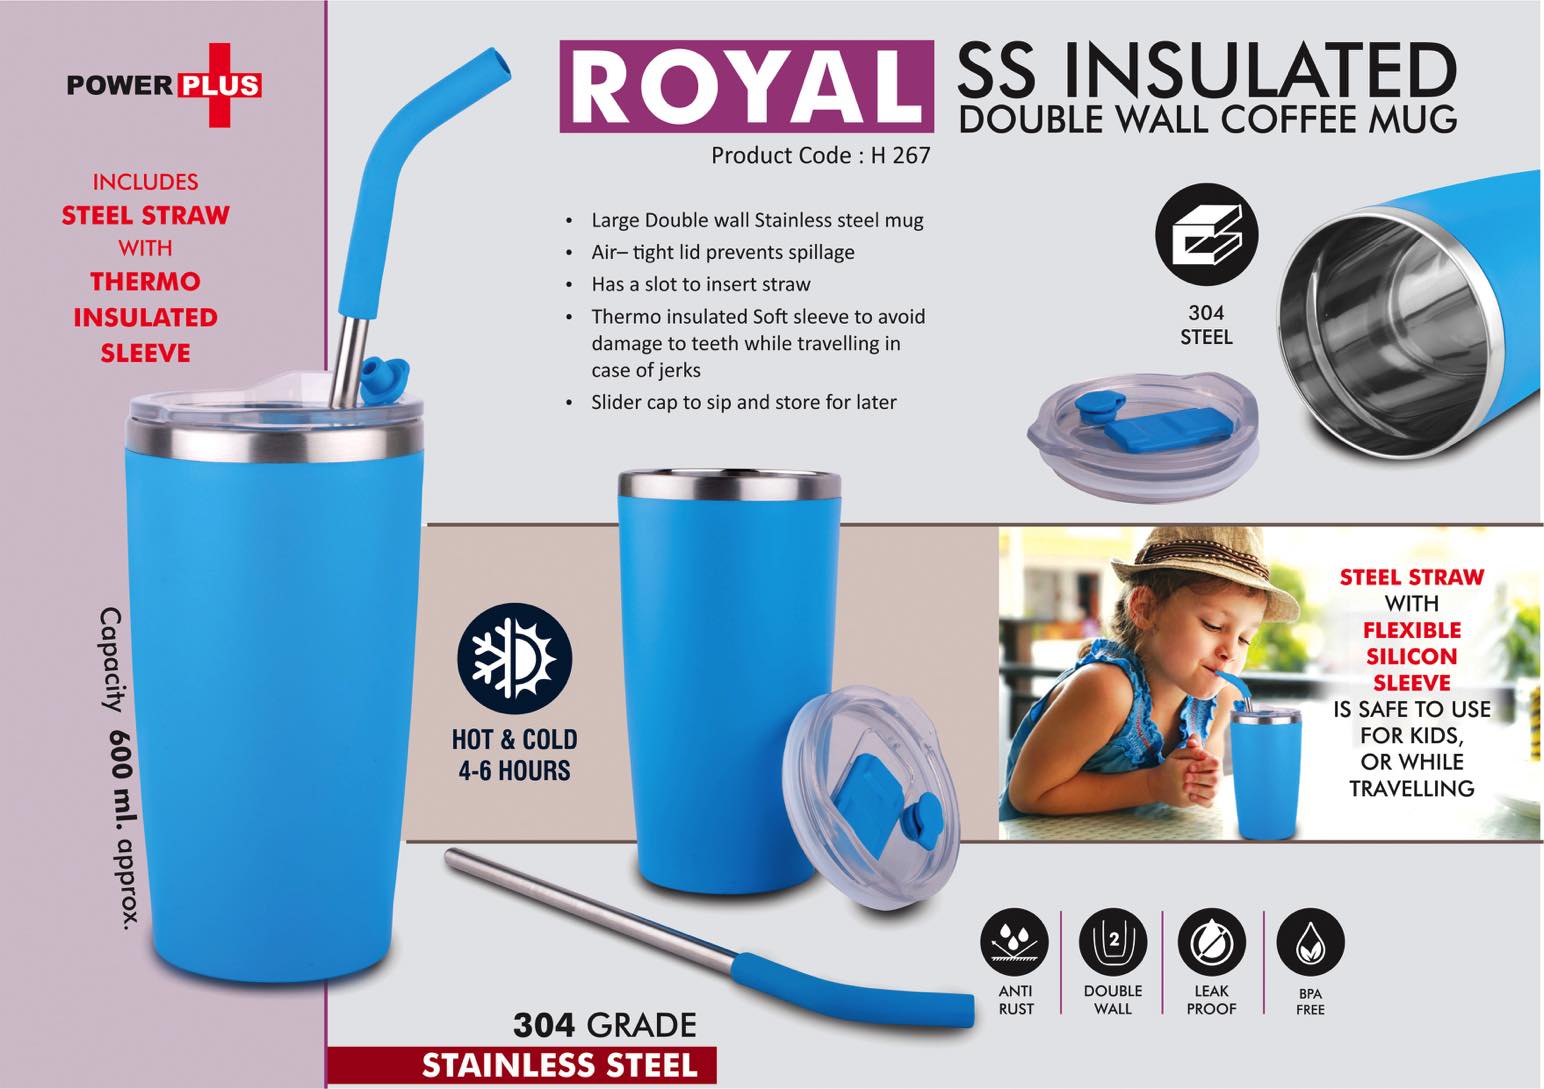 POWER PLUS
INCLUDES
STEEL STRAW
WITH
THERMO
INSULATED
SLEEVE
Capacity 600 ml. approx.
ROYAL
SS INSULATED
DOUBLE WALL COFFEE MUG
Product Code : H 267
• Large Double wall Stainless steel mug
• Air– tight lid prevents spillage
• Has a slot to insert straw
• Thermo insulated Soft sleeve to avoid
damage to teeth while travelling in
case of jerks
• Slider cap to sip and store for later
304
STEEL
HOT & COLD
4-6 HOURS
STEEL STRAW
WITH
FLEXIBLE
SILICON
SLEEVE
IS SAFE TO USE
FOR KIDS,
OR WHILE
TRAVELLING
304 GRADE
STAINLESS STEEL
ANTI
RUST
2
DOUBLE
WALL
LEAK
PROOF
BPA
FREE